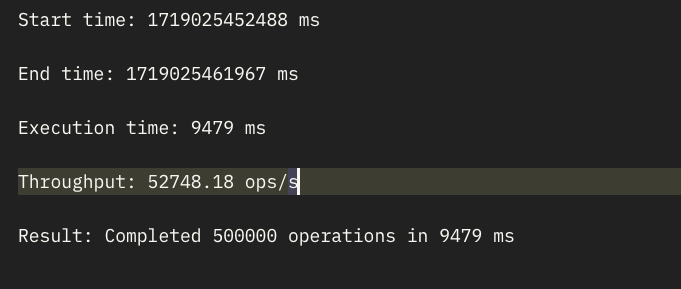 Start time: 1719025452488 ms
End time: 1719025461967 ms
Execution time: 9479 ms
Throughput: 52748.18 ops/s
Result: Completed 500000 operations in 9479 ms